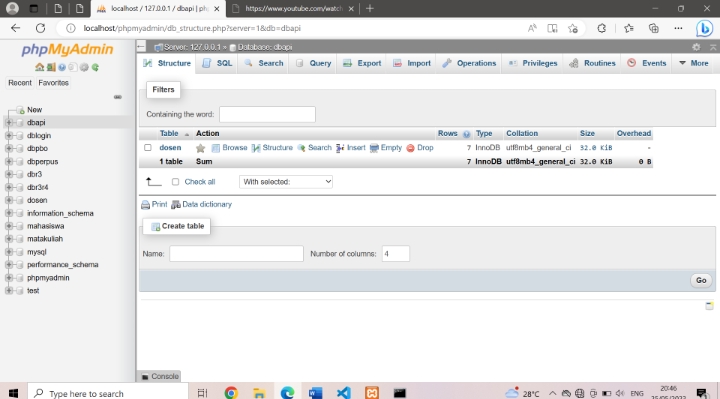 localhost / 127.0.0.1 / dbapi | ph
https://www.youtube.com/watc
localhost/phpmyadmin/db_structure.php?server=1&db=dbapi
phpMyAdmin
Recent Favorites
New
dbapi
dblogin
dbpbo
dbperpus
dbr3
dbr3r4
dosen
information_schema
mahasiswa
matakuliah
mysql
performance_schema
phpmyadmin
test
Server: 127.0.0.1 » Database: dbapi
Structure SQL Search Query Export Import Operations Privileges Routines Events More
Filters
Containing the word:
Table Action Rows Type Collation Size Overhead
dosen Browse Structure Search Insert Empty Drop 7 InnoDB utf8mb4_general_ci 32.0 KiB -
1 table Sum 7 InnoDB utf8mb4_general_ci 32.0 KiB 0 B
Check all With selected:
Print Data dictionary
Create table
Name: Number of columns: 4
Go
Console
Type here to search
28°C ENG 20:46